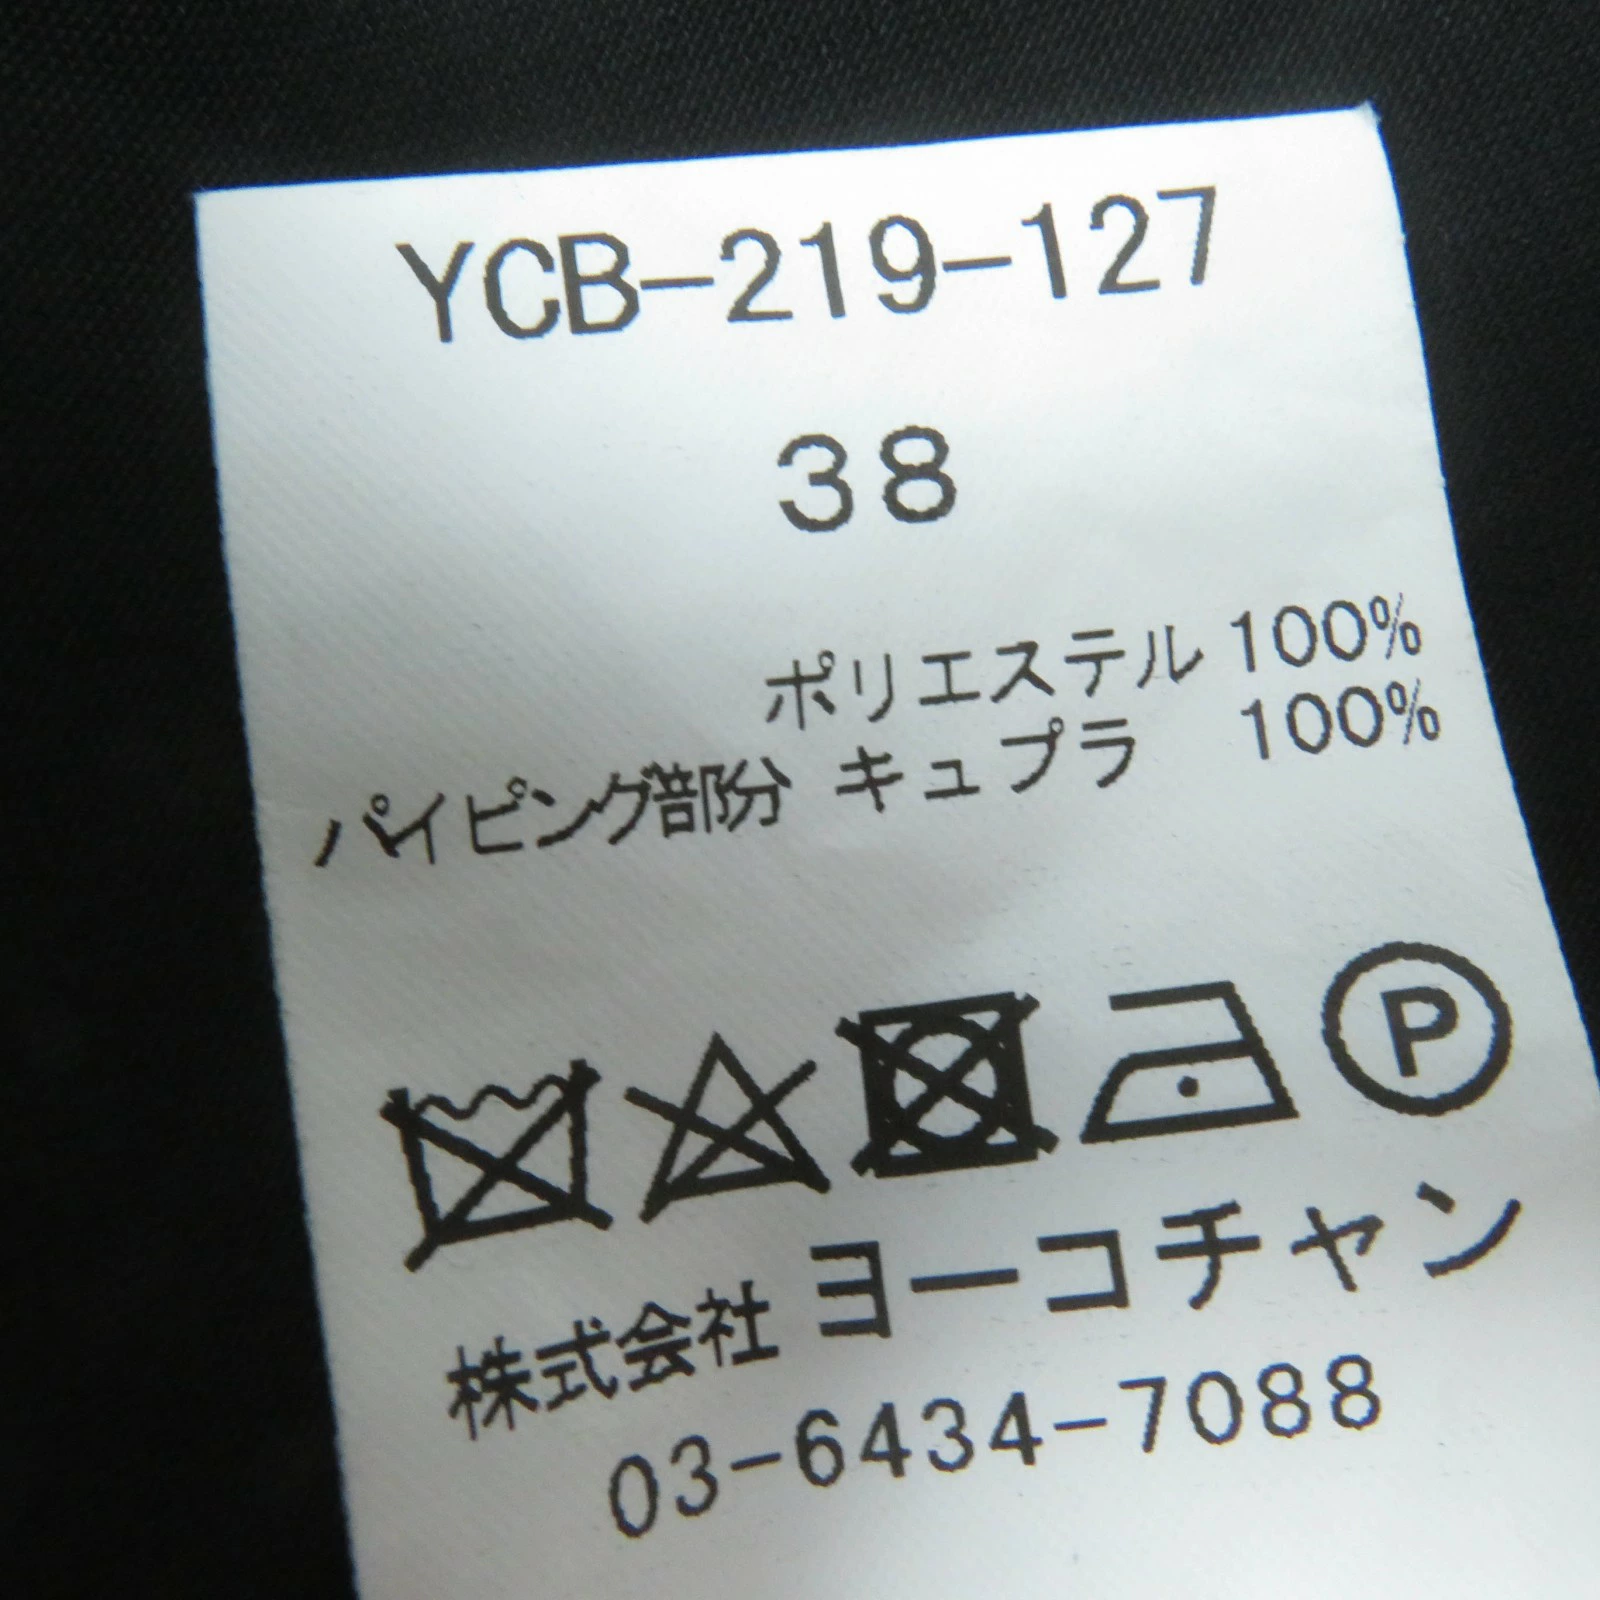 YCB-219-127
38
ポリエステル 100%
パイピング部分 キュプラ 100%
P
株式会社 ヨーコチャン
03-6434-7088